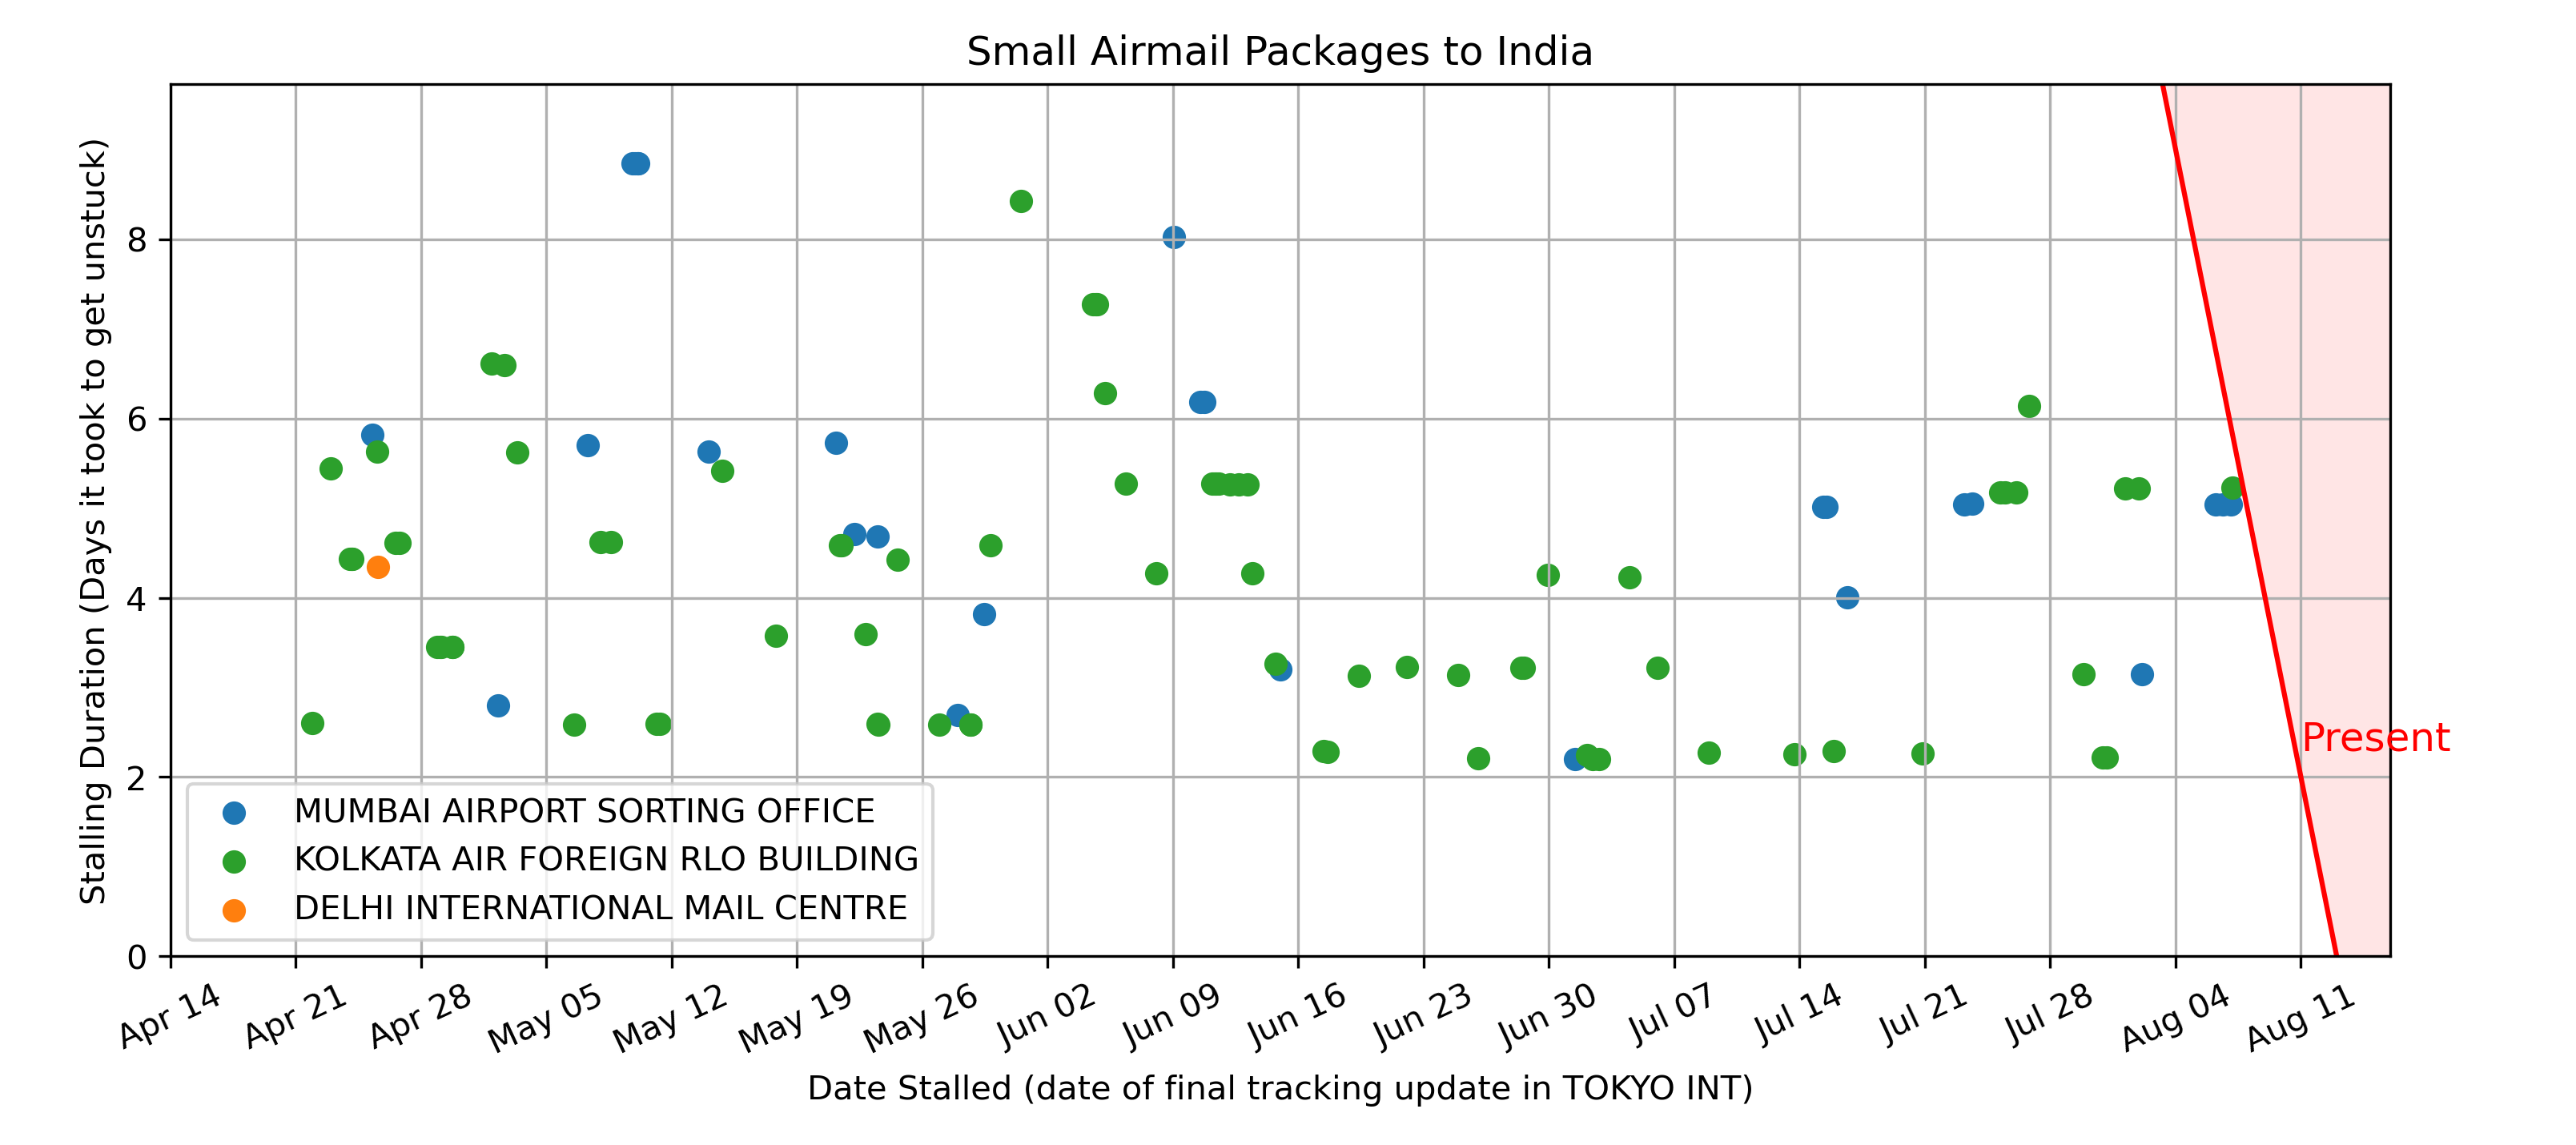 Small Airmail Packages to India
Stalling Duration (Days it took to get unstuck)
8
6
4
2
0
Present
MUMBAI AIRPORT SORTING OFFICE
KOLKATA AIR FOREIGN RLO BUILDING
DELHI INTERNATIONAL MAIL CENTRE
Apr 14 Apr 21 Apr 28 May 05 May 12 May 19 May 26 Jun 02 Jun 09 Jun 16 Jun 23 Jun 30 Jul 07 Jul 14 Jul 21 Jul 28 Aug 04 Aug 11
Date Stalled (date of final tracking update in TOKYO INT)